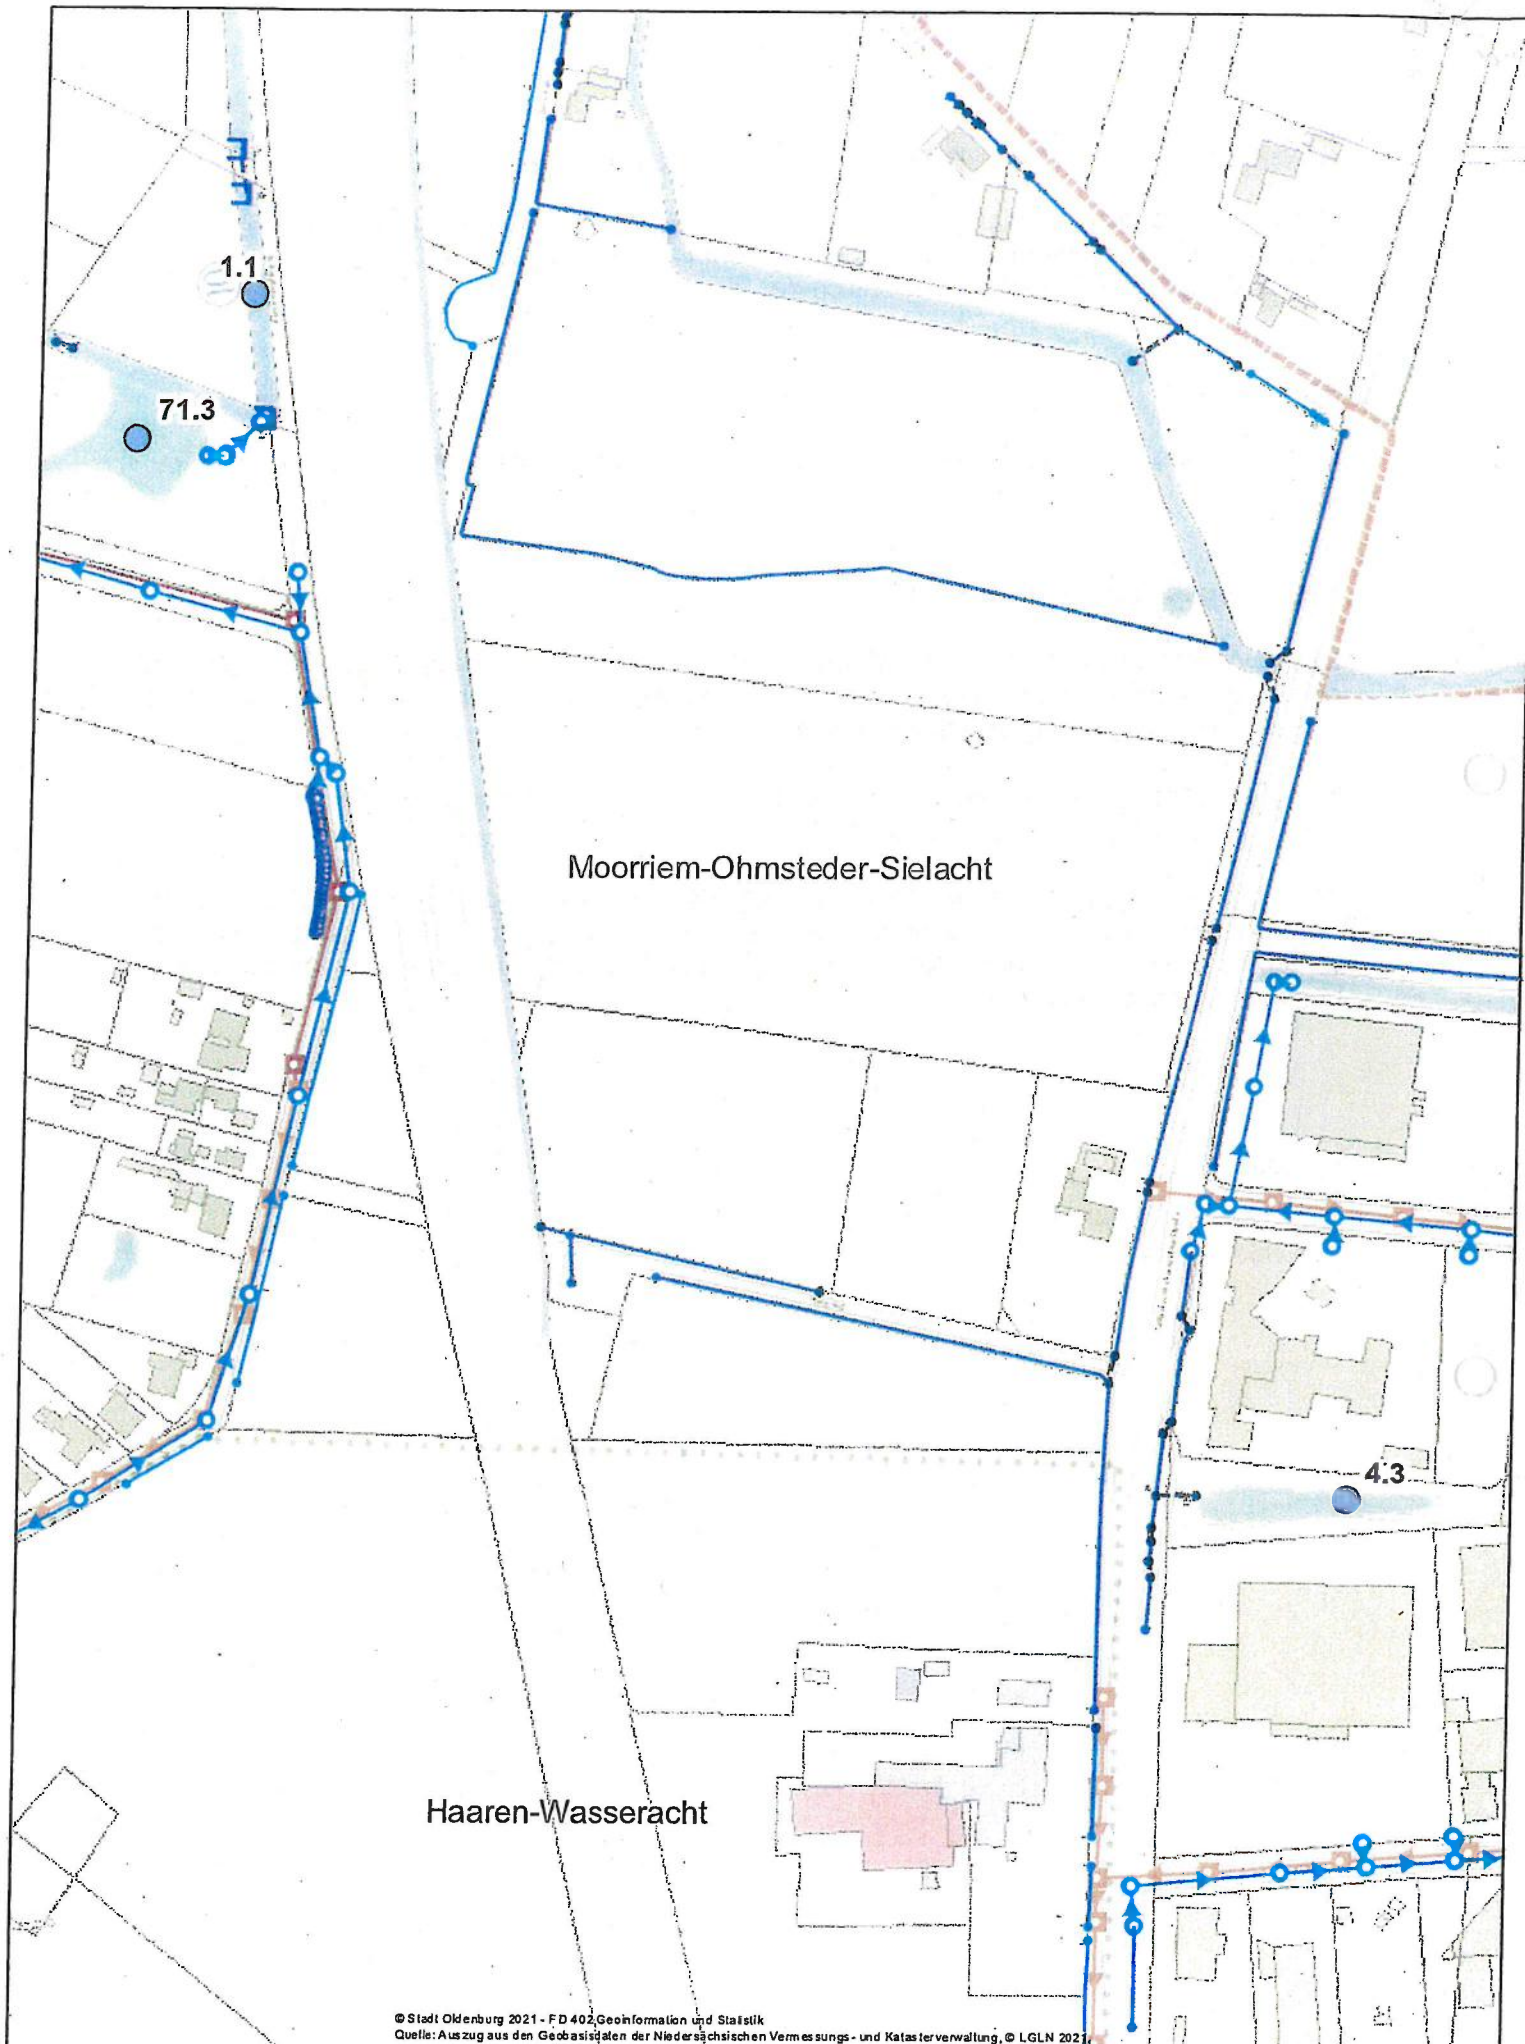 1.1
71.3
Moorriem-Ohmsteder-Sielacht
4.3
Haaren-Wasseracht
© Stadt Oldenburg 2021 - FD 402 Geoinformation und Statistik
Quelle: Auszug aus den Geobasisdaten der Niedersächsischen Vermessungs- und Katasterverwaltung, © LGLN 2021